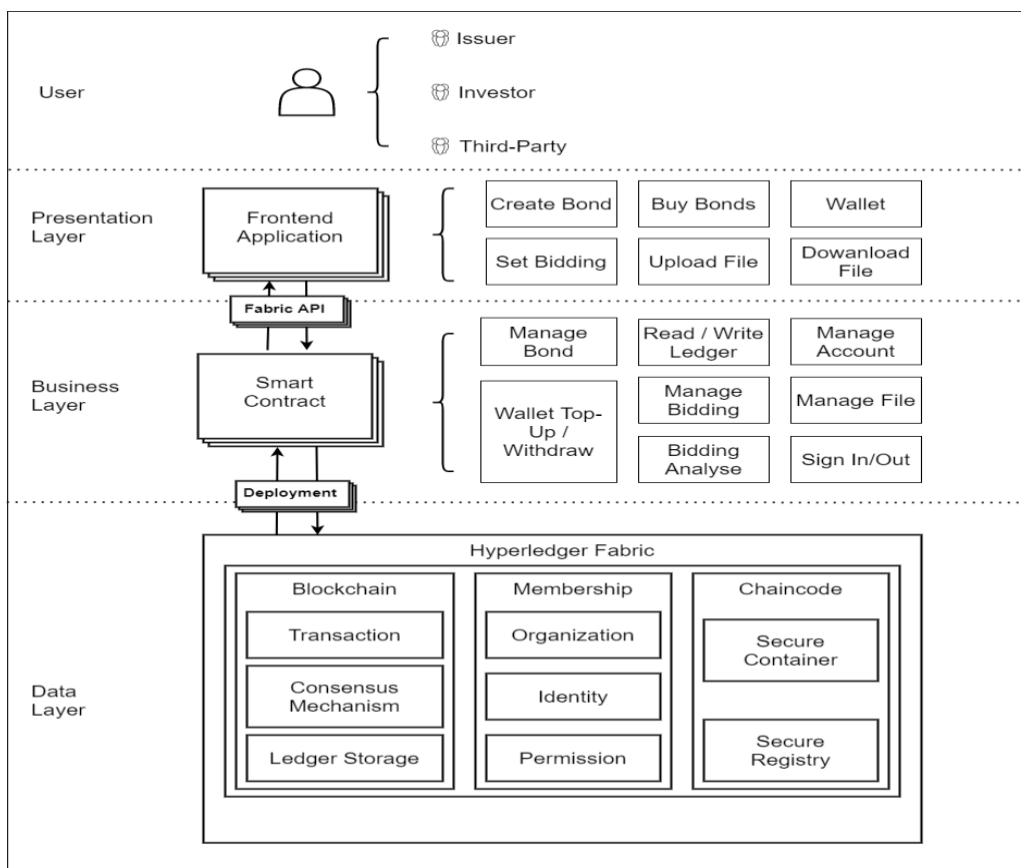 User
Issuer
Investor
Third-Party
Presentation
Layer
Frontend
Application
Create Bond
Buy Bonds
Wallet
Set Bidding
Upload File
Dowanload
File
Fabric API
Business
Layer
Smart
Contract
Manage
Bond
Read / Write
Ledger
Manage
Account
Wallet Top-
Up /
Withdraw
Manage
Bidding
Manage File
Bidding
Analyse
Sign In/Out
Deployment
Data
Layer
Hyperledger Fabric
Blockchain
Transaction
Consensus
Mechanism
Ledger Storage
Membership
Organization
Identity
Permission
Chaincode
Secure
Container
Secure
Registry